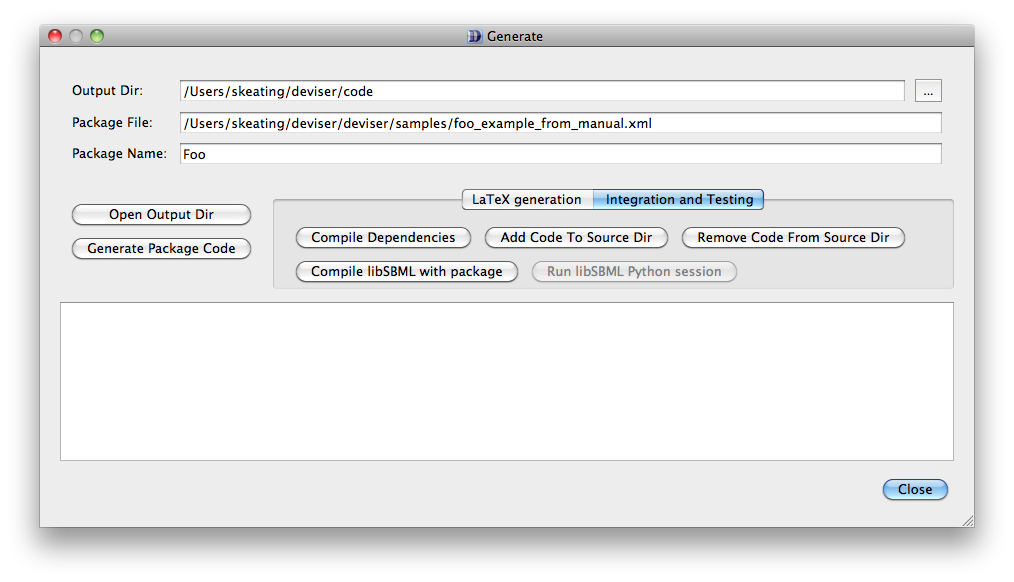 Generate
Output Dir: /Users/skeating/deviser/code ...
Package File: /Users/skeating/deviser/deviser/samples/foo_example_from_manual.xml
Package Name: Foo
LaTeX generation Integration and Testing
Open Output Dir
Generate Package Code
Compile Dependencies Add Code To Source Dir Remove Code From Source Dir
Compile libSBML with package Run libSBML Python session
Close